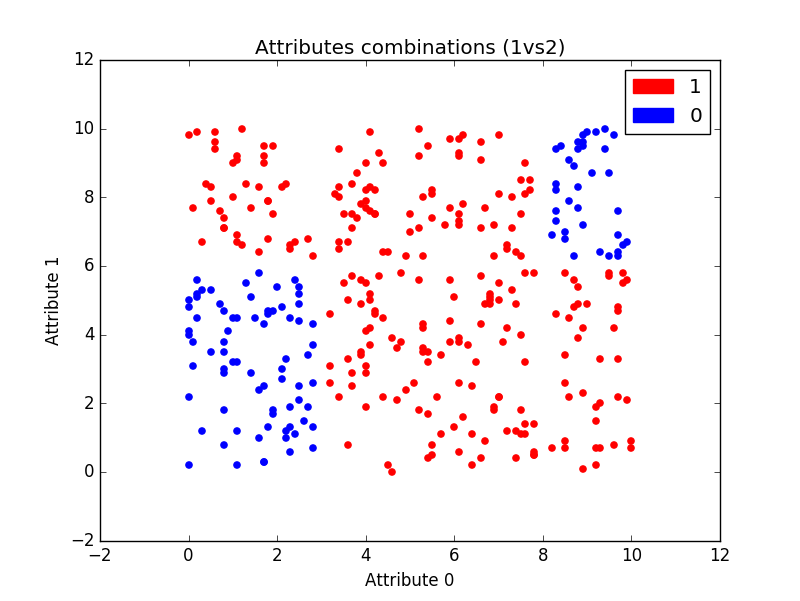 Attributes combinations (1vs2)
1
0
12
10
8
6
4
2
0
−2
Attribute 1
−2 0 2 4 6 8 10 12
Attribute 0